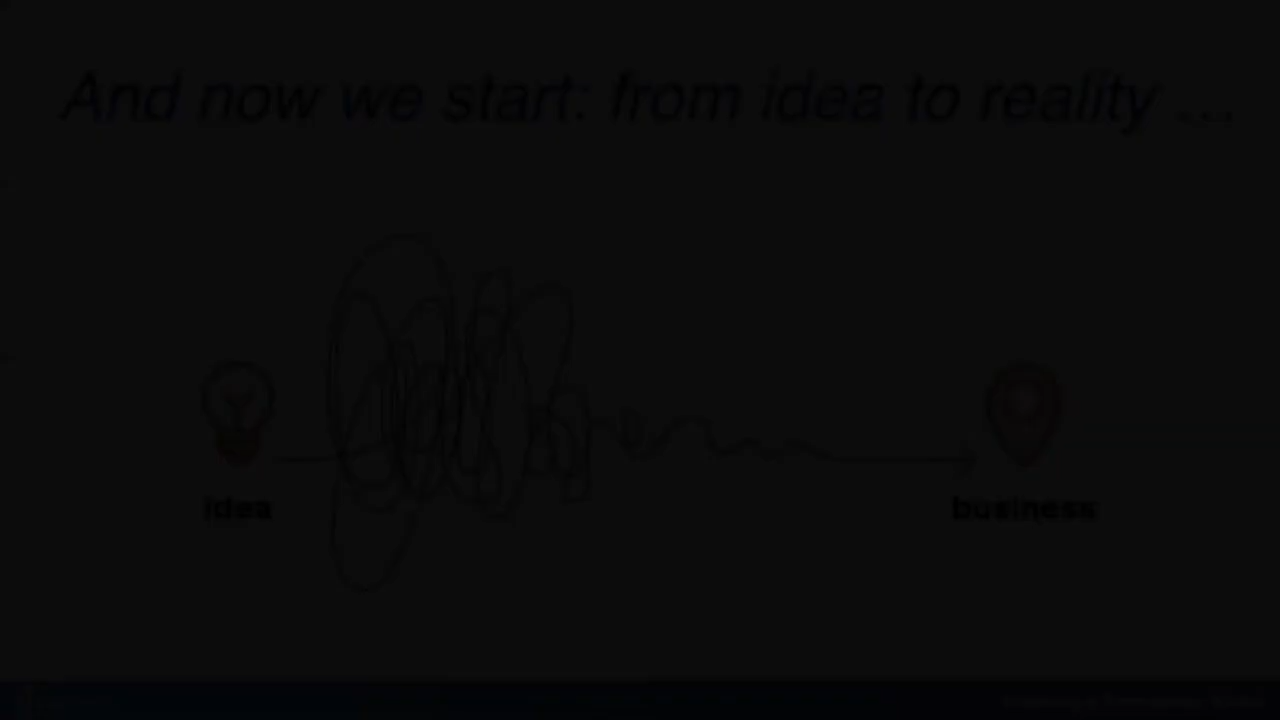 And now we start: from idea to reality ...
idea
business